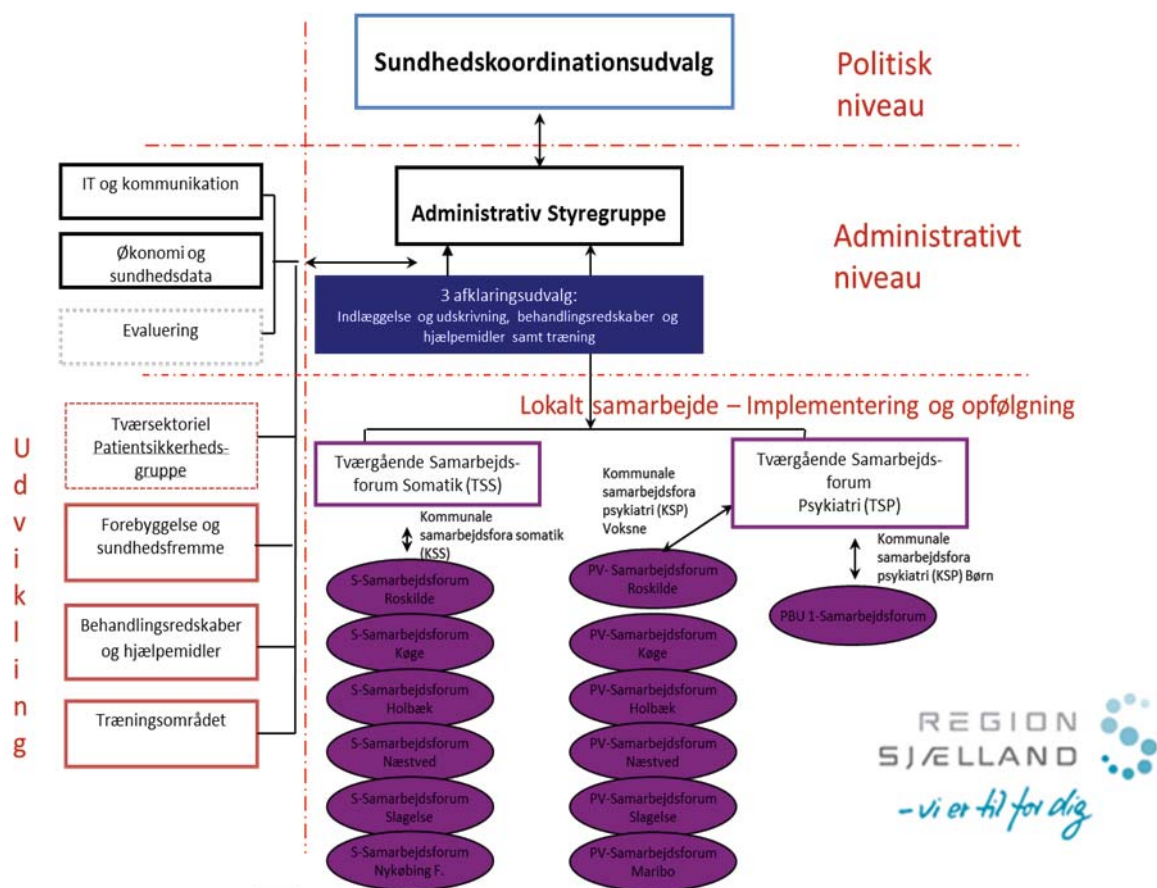 Sundhedskoordinationsudvalg
Politisk
niveau
IT og kommunikation
Økonomi og
sundhedsdata
Evaluering
Administrativ Styregruppe
Administrativt
niveau
3 afklaringsudvalg:
Indlæggelse og udskrivning, behandlingsredskaber og
hjælpemidler samt træning
Lokalt samarbejde – Implementering og opfølgning
Udvikling
Tværsektoriel
Patientsikkerheds-
gruppe
Forebyggelse og
sundhedsfremme
Behandlingsredskaber
og hjælpemidler
Træningsområdet
Tværgående Samarbejds-
forum Somatik (TSS)
Kommunale
samarbejdsfora somatik
(KSS)
S-Samarbejdsforum
Roskilde
S-Samarbejdsforum
Køge
S-Samarbejdsforum
Holbæk
S-Samarbejdsforum
Næstved
S-Samarbejdsforum
Slagelse
S-Samarbejdsforum
Nykøbing F.
Kommunale
samarbejdsfora
psykiatri (KSP)
Voksne
PV- Samarbejdsforum
Roskilde
PV-Samarbejdsforum
Køge
PV-Samarbejdsforum
Holbæk
PV-Samarbejdsforum
Næstved
PV-Samarbejdsforum
Slagelse
PV-Samarbejdsforum
Maribo
Tværgående Samarbejds-
forum
Psykiatri (TSP)
Kommunale
samarbejdsfora
psykiatri (KSP) Børn
PBU 1-Samarbejdsforum
REGION
SJÆLLAND
- vi er til for dig